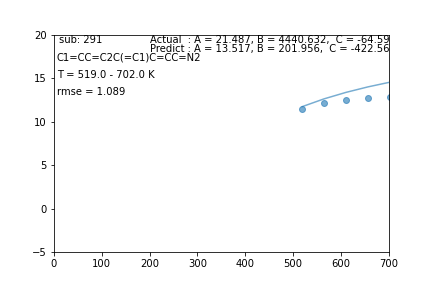 sub: 291
Actual : A = 21.487, B = 4440.632, C = -64.59
Predict : A = 13.517, B = 201.956, C = -422.56
C1=CC=C2C(=C1)C=CC=N2
T = 519.0 - 702.0 K
rmse = 1.089
20
15
10
5
0
−5
0 100 200 300 400 500 600 700